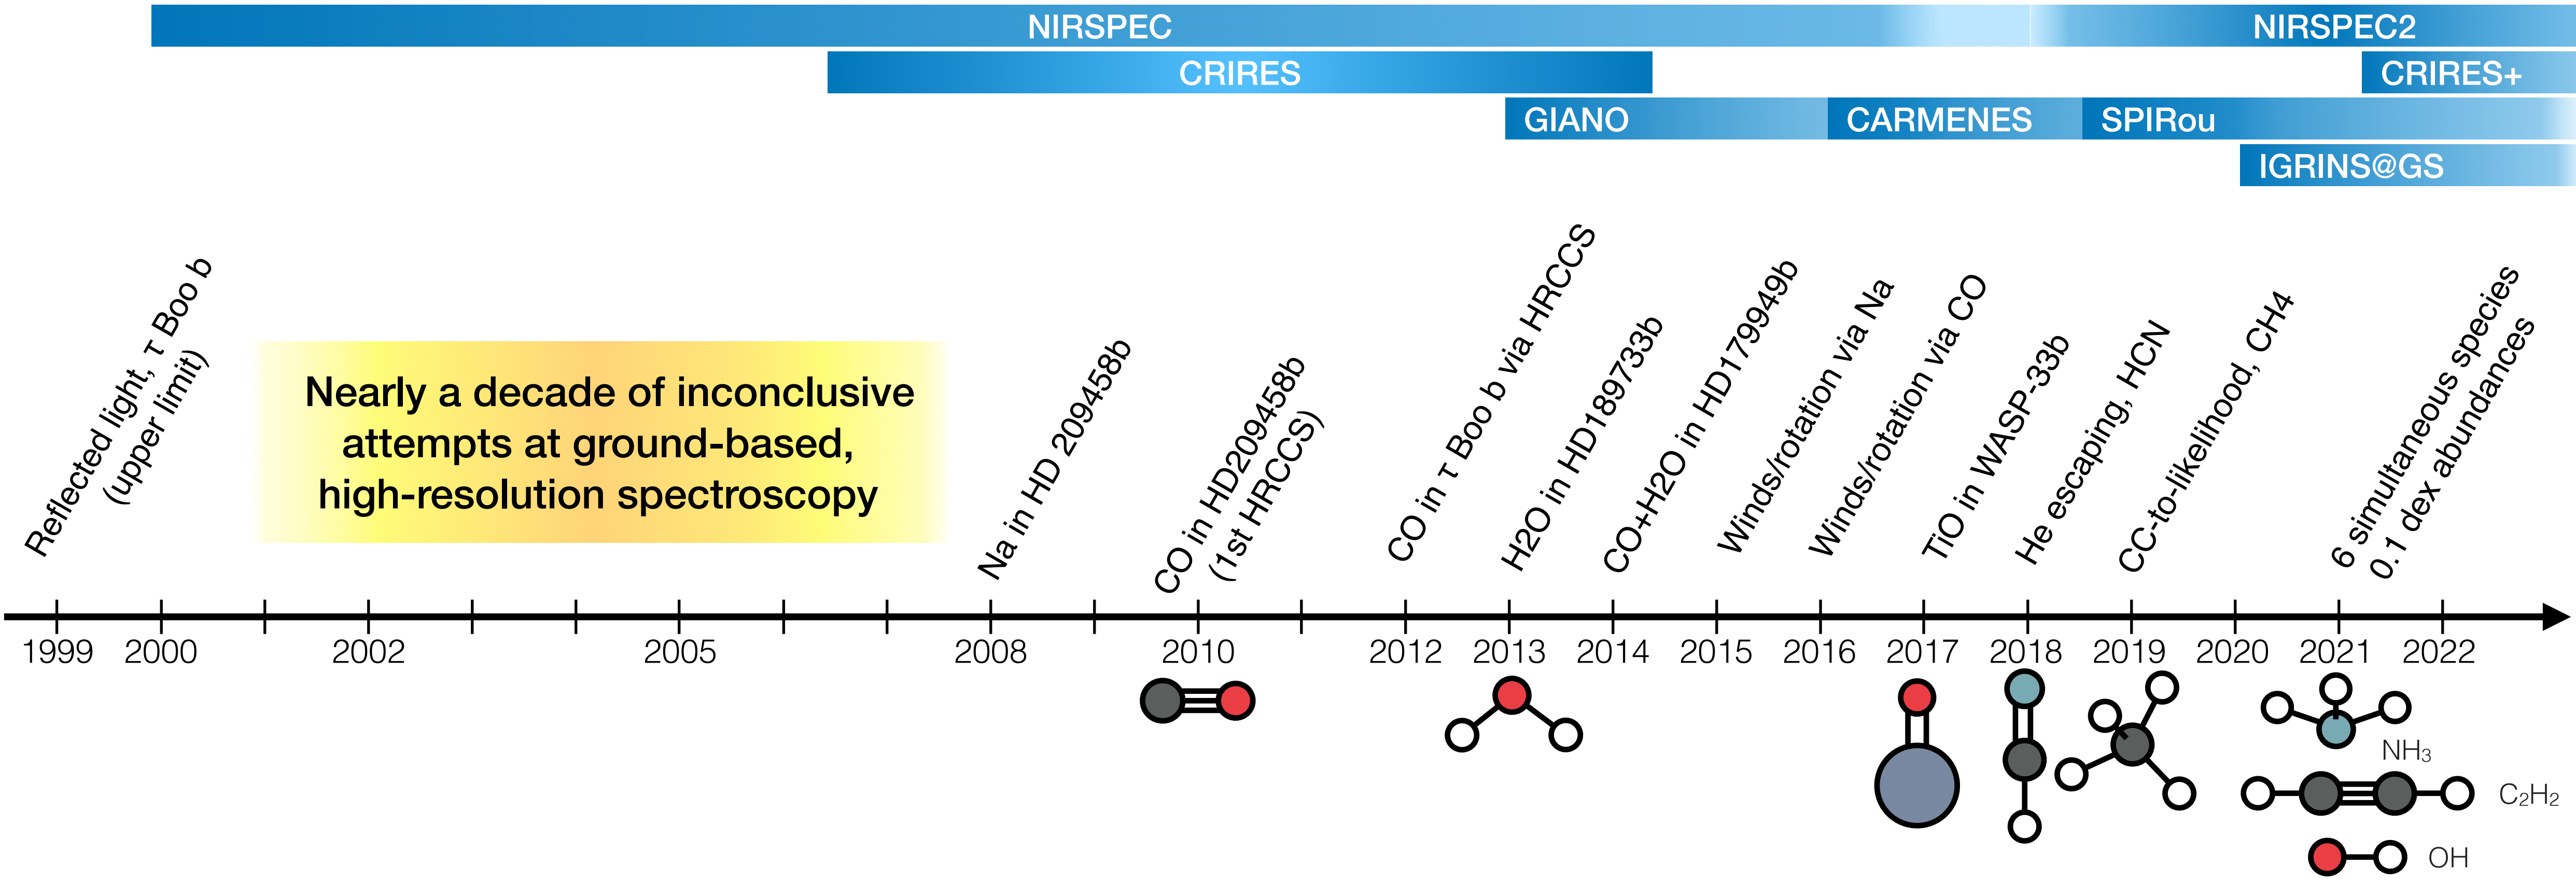 NIRSPEC
NIRSPEC2
CRIRES
CRIRES+
GIANO
CARMENES
SPIRou
IGRINS@GS
Reflected light, τ Boo b
(upper limit)
Nearly a decade of inconclusive
attempts at ground-based,
high-resolution spectroscopy
Na in HD 209458b
CO in HD209458b
(1st HRCCS)
CO in τ Boo b via HRCCS
H2O in HD189733b
CO+H2O in HD179949b
Winds/rotation via Na
Winds/rotation via CO
TiO in WASP-33b
He escaping, HCN
CC-to-likelihood, CH4
6 simultaneous species
0.1 dex abundances
1999
2000
2002
2005
2008
2010
2012
2013
2014
2015
2016
2017
2018
2019
2020
2021
2022
NH₃
C₂H₂
OH